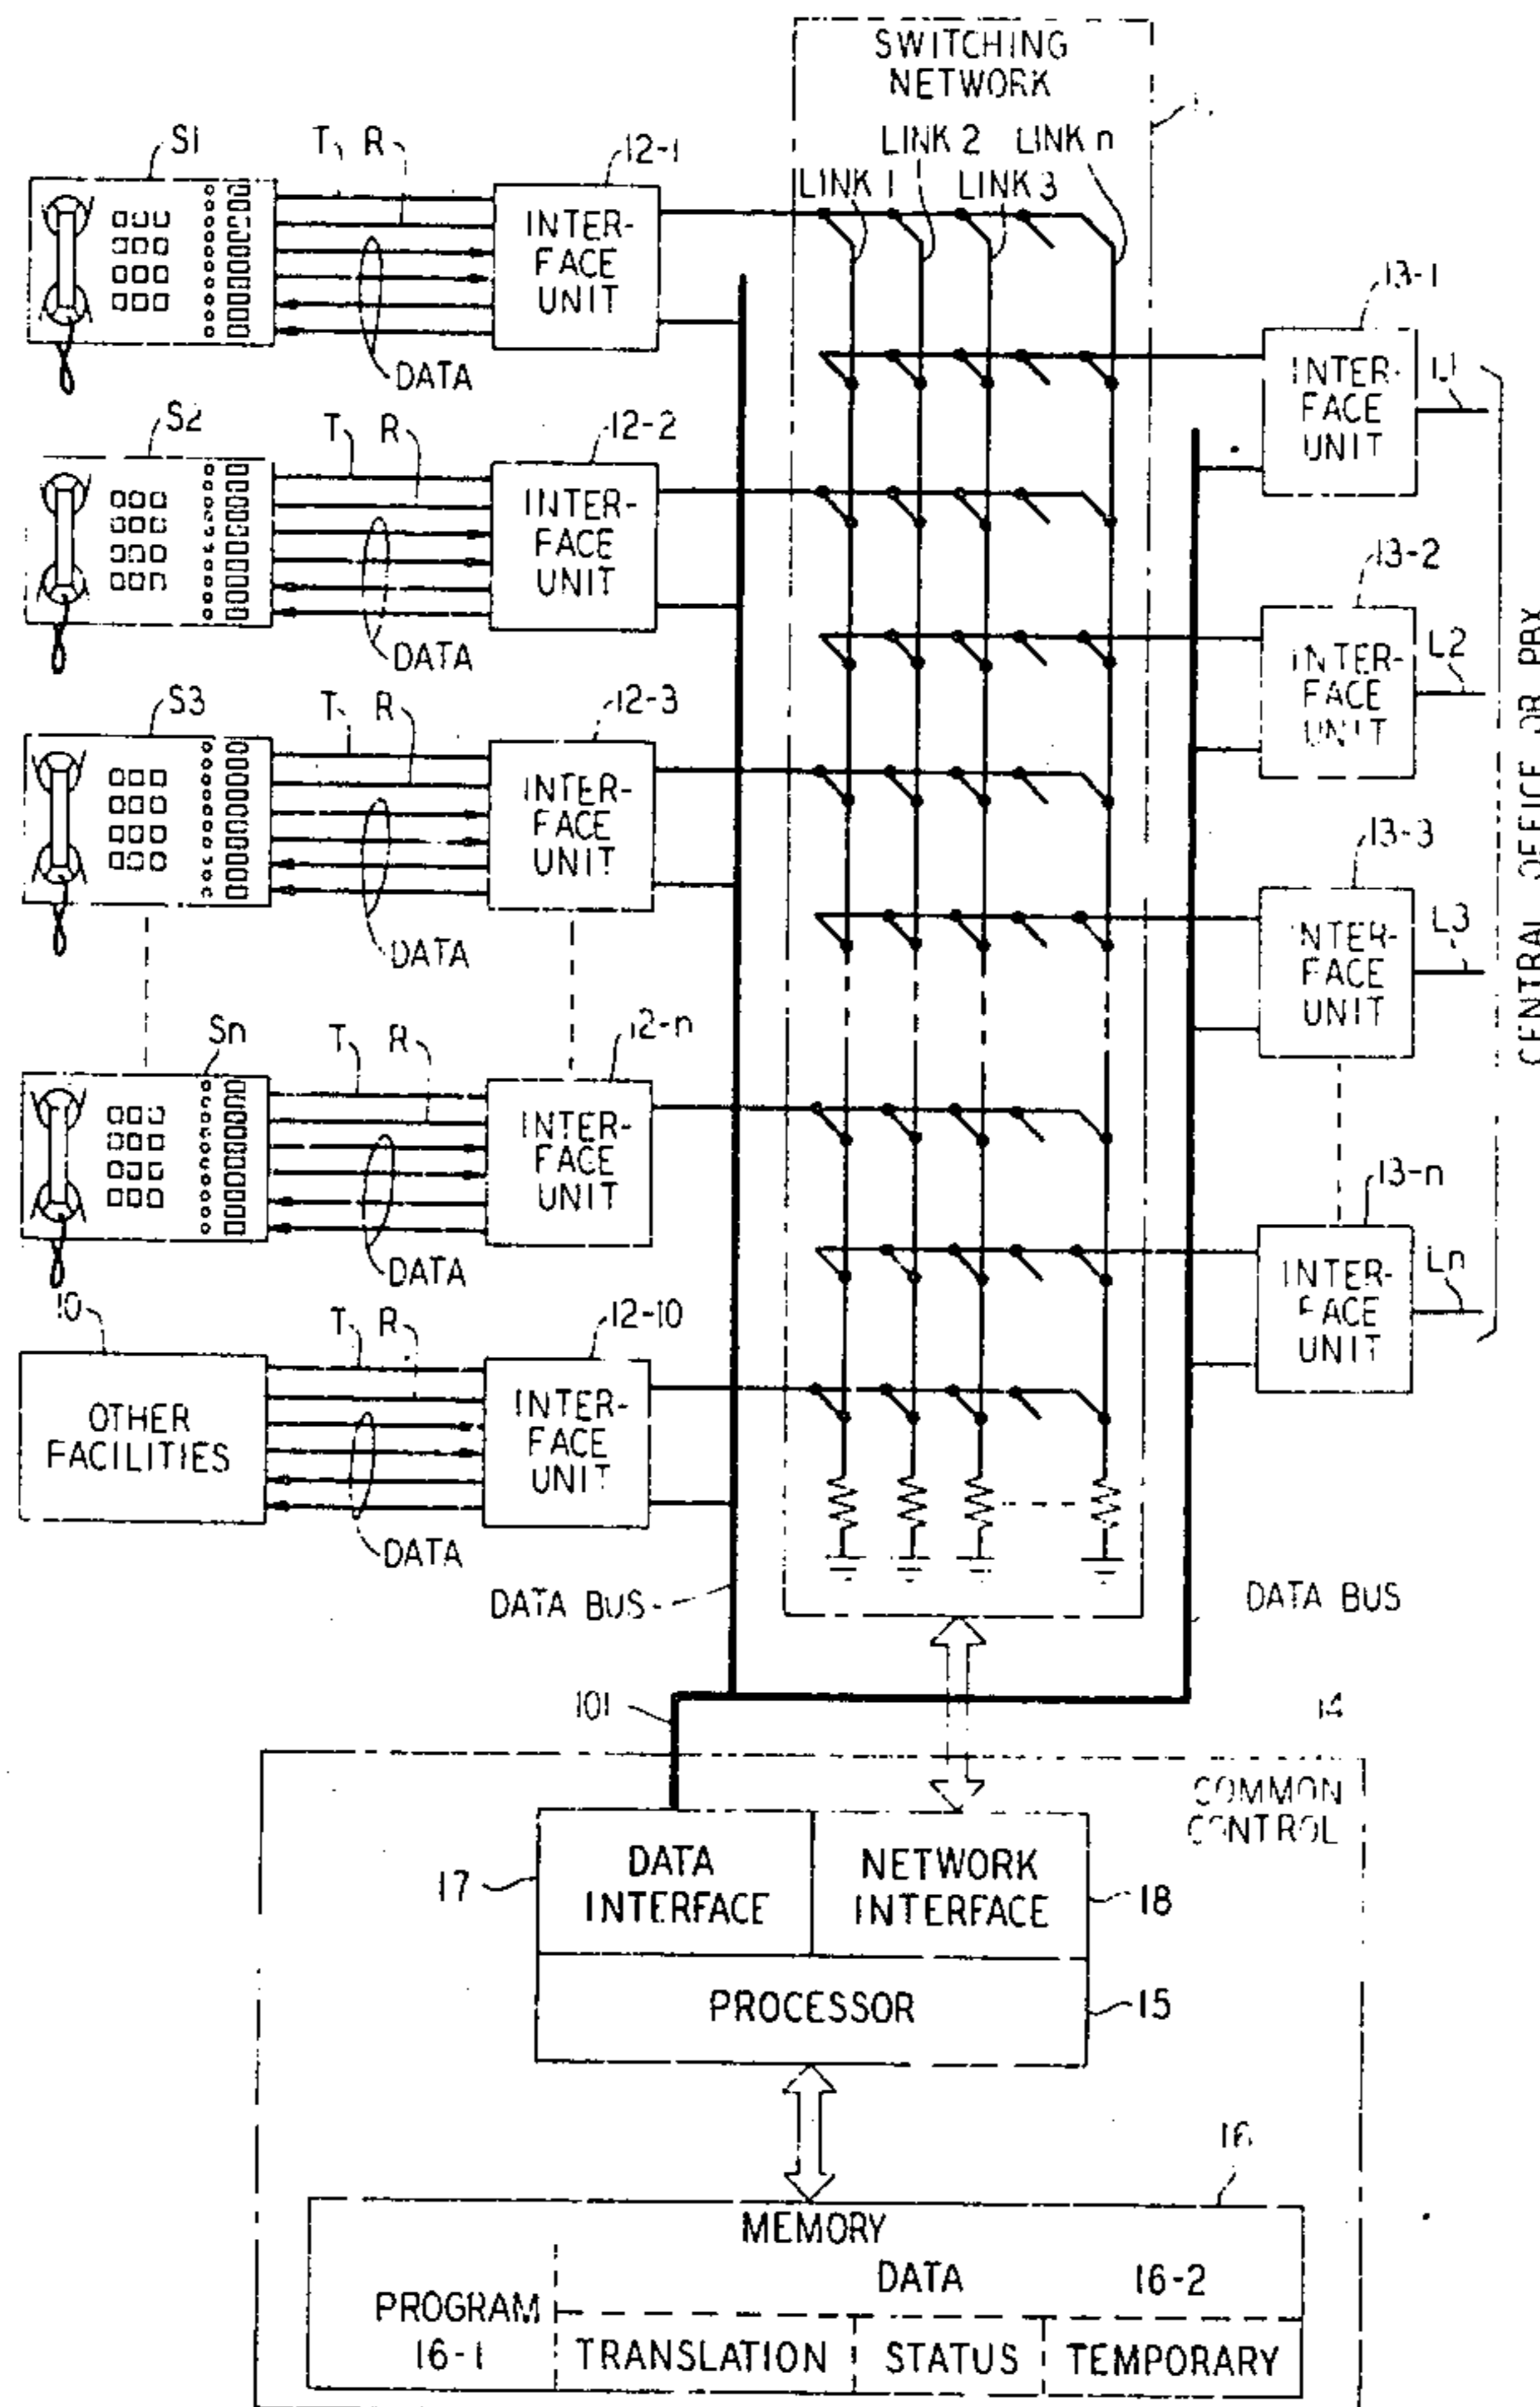 SWITCHING
NETWORK
LINK 1
LINK 2
LINK 3
LINK n
S1
T
R
12-1
INTER-
FACE
UNIT
DATA
13-1
INTER-
FACE
UNIT
L1
S2
T
R
12-2
INTER-
FACE
UNIT
DATA
13-2
INTER-
FACE
UNIT
L2
S3
T
R
12-3
INTER-
FACE
UNIT
DATA
13-3
INTER-
FACE
UNIT
L3
CENTRAL OFFICE OR PBX
Sn
T
R
12-n
INTER-
FACE
UNIT
DATA
13-n
INTER-
FACE
UNIT
Ln
10
OTHER
FACILITIES
T
R
12-10
INTER-
FACE
UNIT
DATA
DATA BUS
DATA BUS
101
14
COMMON
CONTROL
17
DATA
INTERFACE
NETWORK
INTERFACE
18
PROCESSOR
15
16
MEMORY
DATA 16-2
PROGRAM
16-1
TRANSLATION
STATUS
TEMPORARY